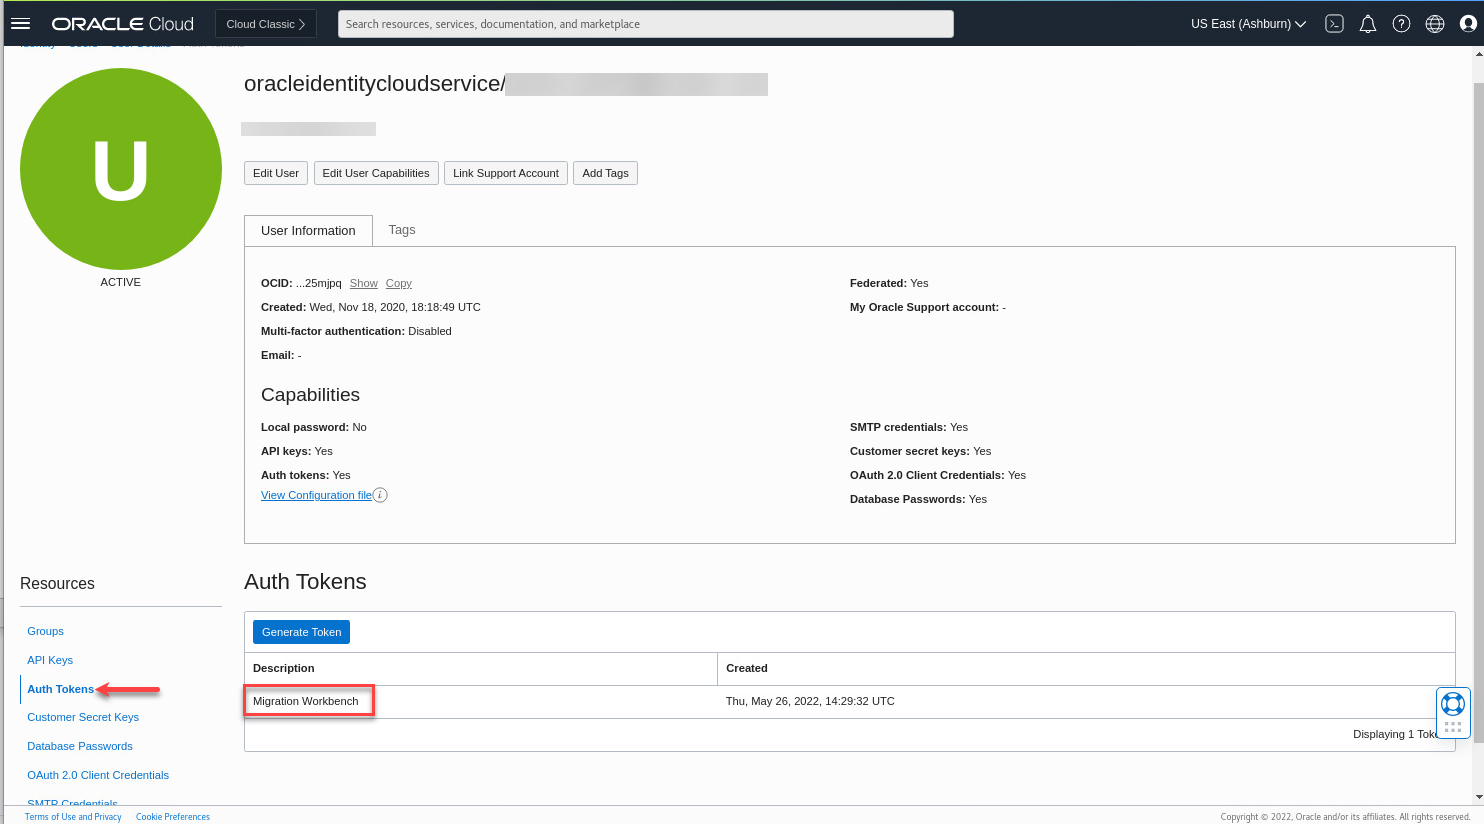 ORACLE Cloud
Cloud Classic
Search resources, services, documentation, and marketplace
US East (Ashburn)
oracleidentitycloudservice/
U
ACTIVE
Edit User
Edit User Capabilities
Link Support Account
Add Tags
User Information
Tags
OCID: ...25mjpq Show Copy
Created: Wed, Nov 18, 2020, 18:18:49 UTC
Multi-factor authentication: Disabled
Email: -
Federated: Yes
My Oracle Support account: -
Capabilities
Local password: No
API keys: Yes
Auth tokens: Yes
View Configuration file
SMTP credentials: Yes
Customer secret keys: Yes
OAuth 2.0 Client Credentials: Yes
Database Passwords: Yes
Resources
Groups
API Keys
Auth Tokens
Customer Secret Keys
Database Passwords
OAuth 2.0 Client Credentials
SMTP Credentials
Auth Tokens
Generate Token
Description Created
Migration Workbench Thu, May 26, 2022, 14:29:32 UTC
Displaying 1
Terms of Use and Privacy Cookie Preferences
Copyright © 2022, Oracle and/or its affiliates. All rights reserved.